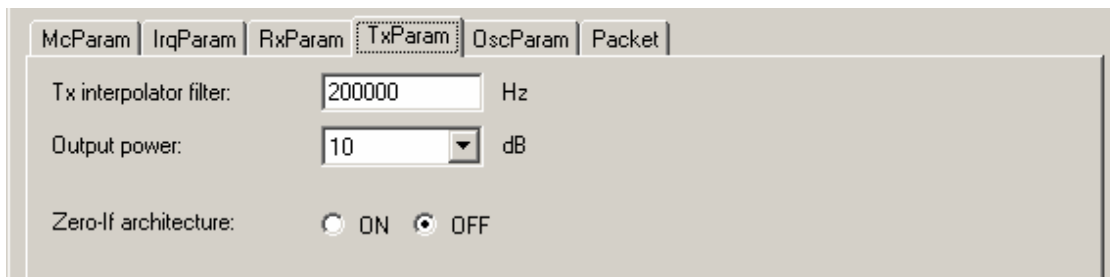 McParam IrqParam RxParam TxParam OscParam Packet
Tx interpolator filter: 200000 Hz
Output power: 10 dB
Zero-If architecture: ON OFF